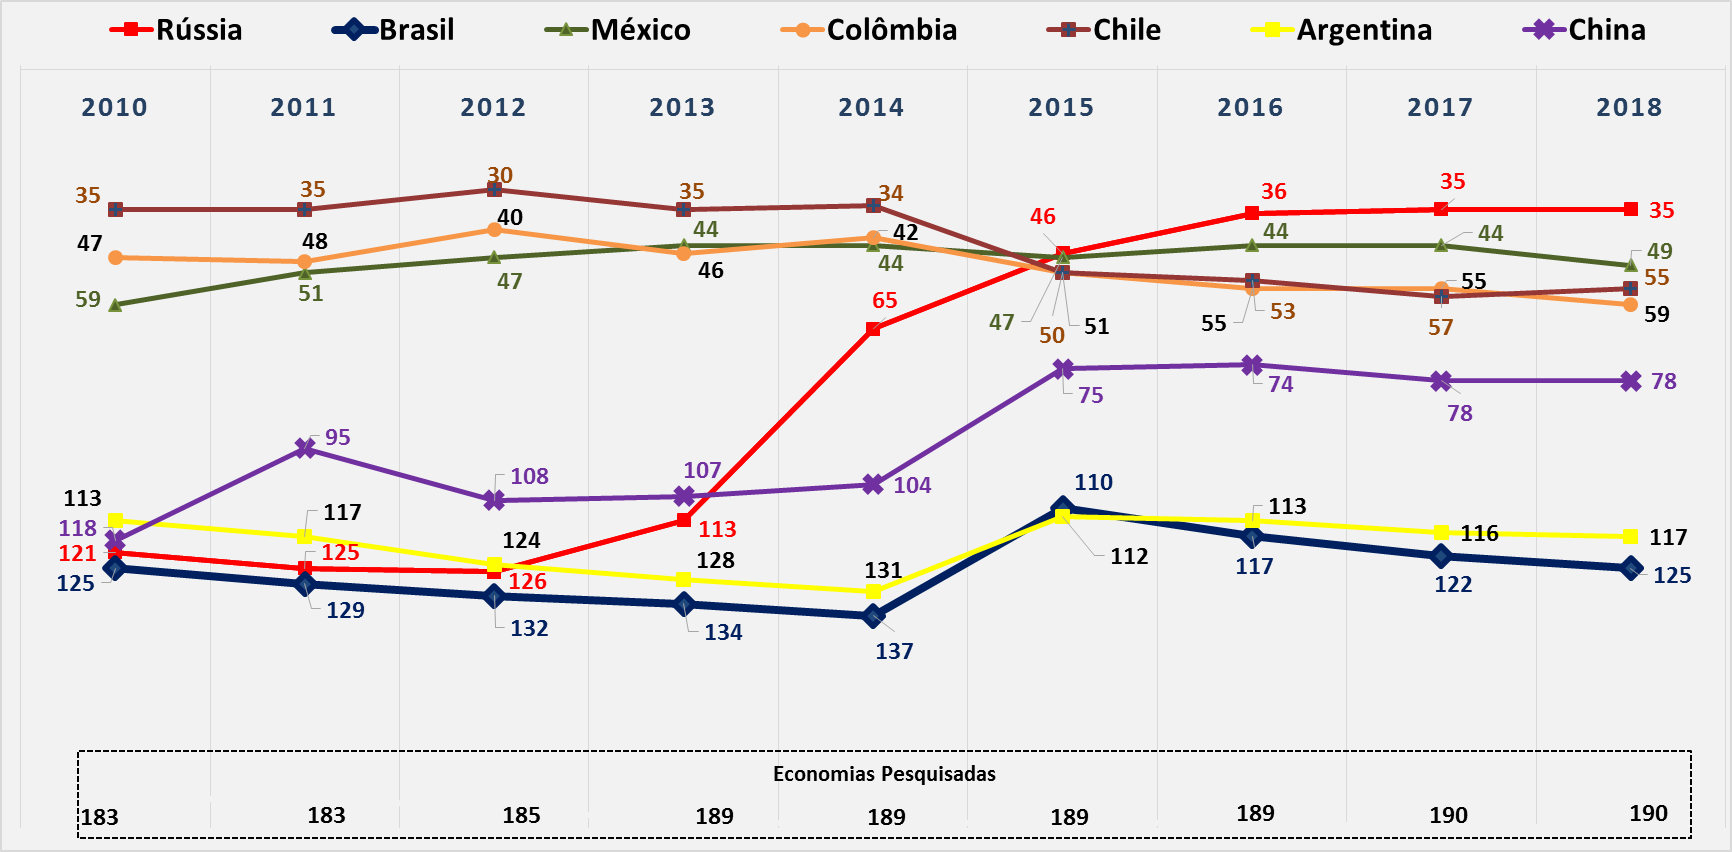 Rússia Brasil México Colômbia Chile Argentina China
2010 2011 2012 2013 2014 2015 2016 2017 2018
35 35 30 35 34 46 36 35 35
47 48 40 44 42 44 44 49
59 51 47 46 44 55 55
65 47 50 51 55 53 57 59
75 74 78 78
95 108 107 104
113 117 124 113 110 113 116 117
118 125 126 128 131 112 117 122 125
121
125 129 132 134 137
Economias Pesquisadas
183 183 185 189 189 189 189 190 190